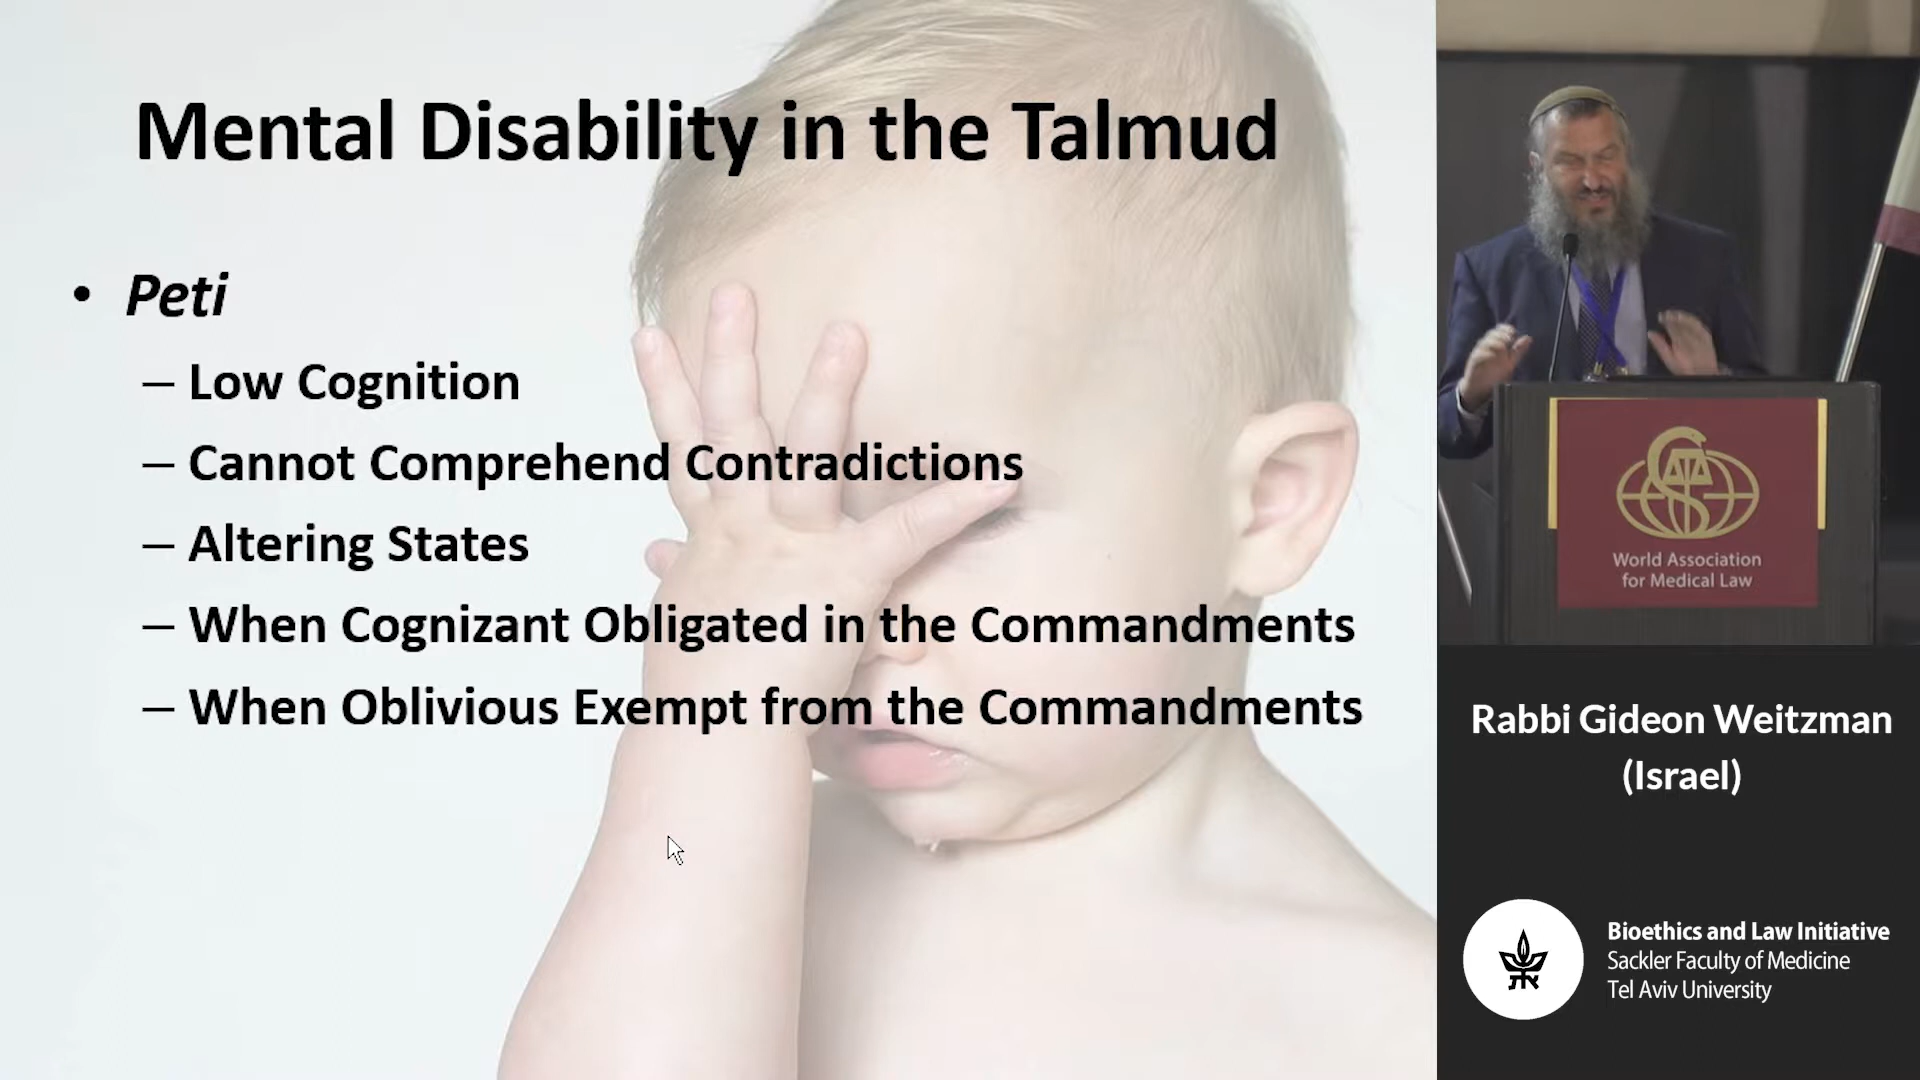 Mental Disability in the Talmud
• Peti
– Low Cognition
– Cannot Comprehend Contradictions
– Altering States
– When Cognizant Obligated in the Commandments
– When Oblivious Exempt from the Commandments
World Association
for Medical Law
Rabbi Gideon Weitzman
(Israel)
Bioethics and Law Initiative
Sackler Faculty of Medicine
Tel Aviv University